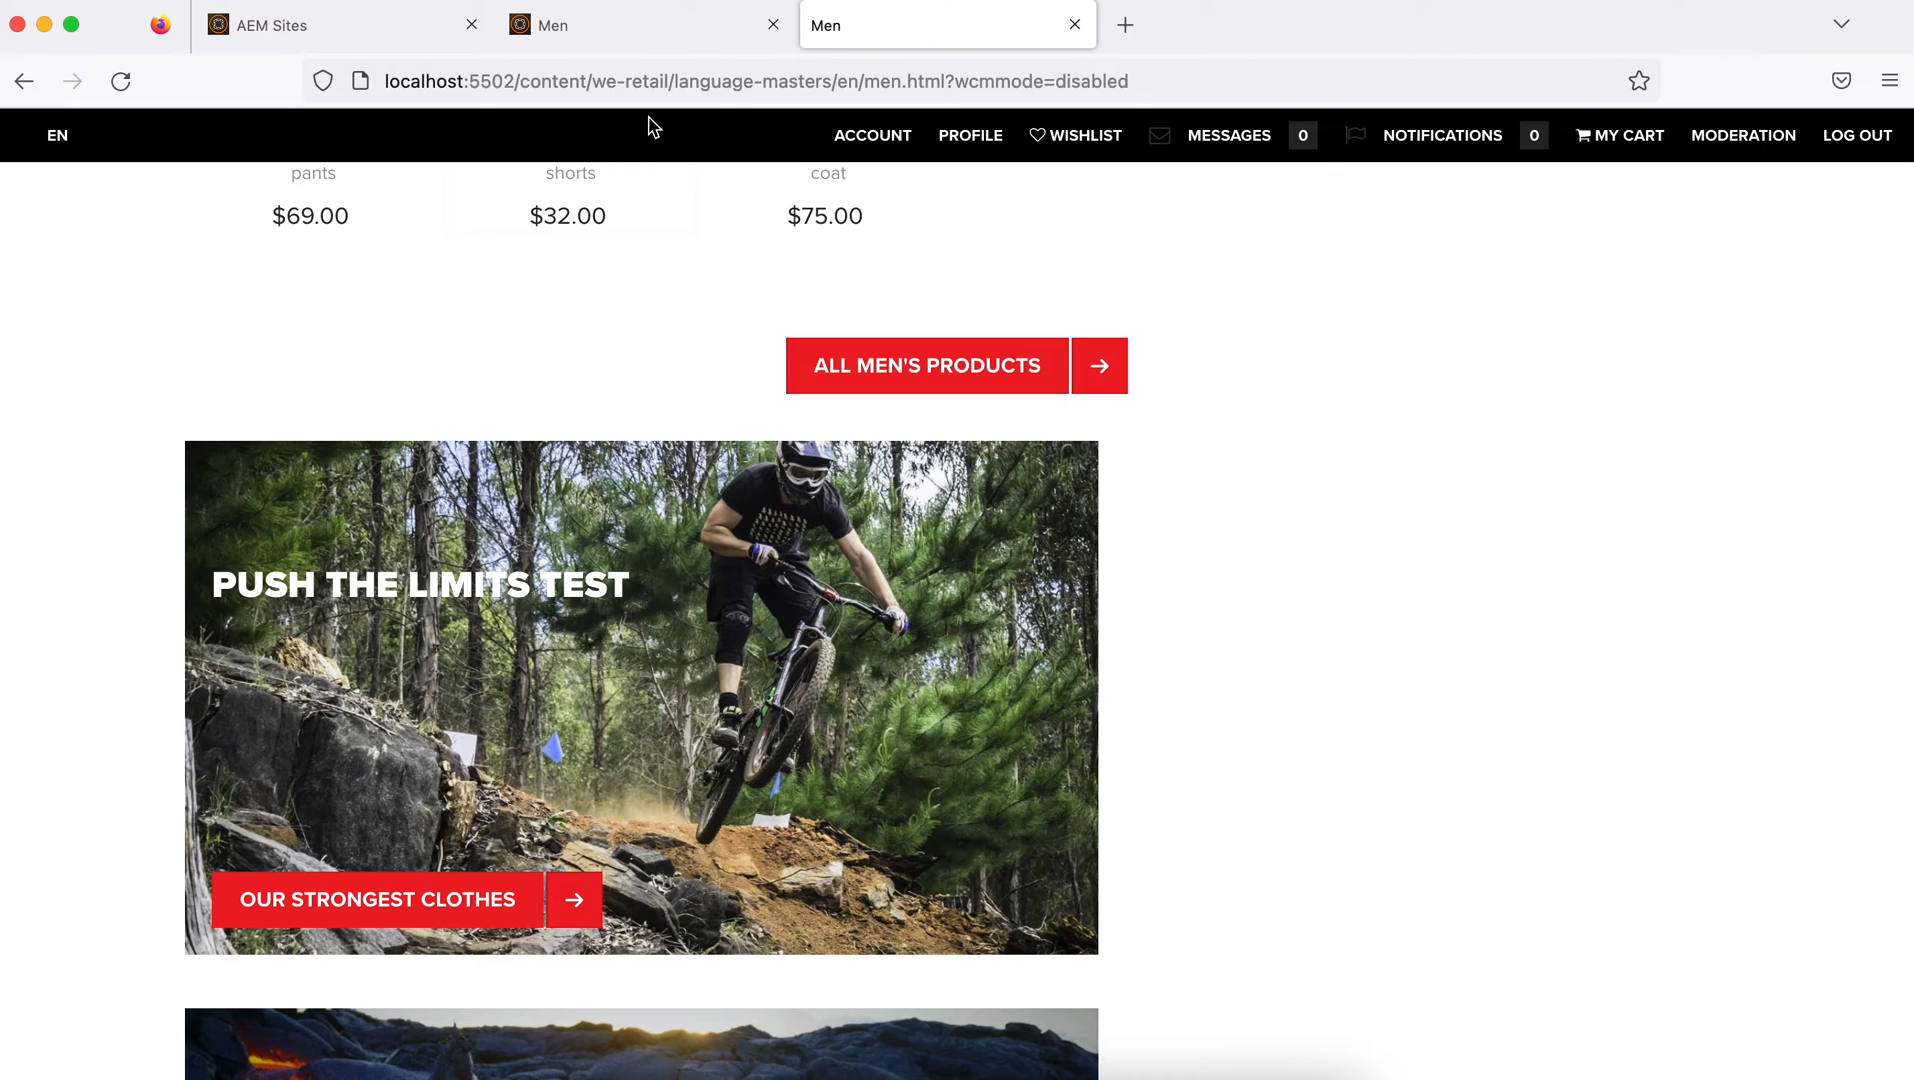 AEM Sites
Men
Men
localhost:5502/content/we-retail/language-masters/en/men.html?wcmmode=disabled
EN
ACCOUNT
PROFILE
WISHLIST
MESSAGES 0
NOTIFICATIONS 0
MY CART
MODERATION
LOG OUT
pants
shorts
coat
$69.00
$32.00
$75.00
ALL MEN'S PRODUCTS
PUSH THE LIMITS TEST
OUR STRONGEST CLOTHES